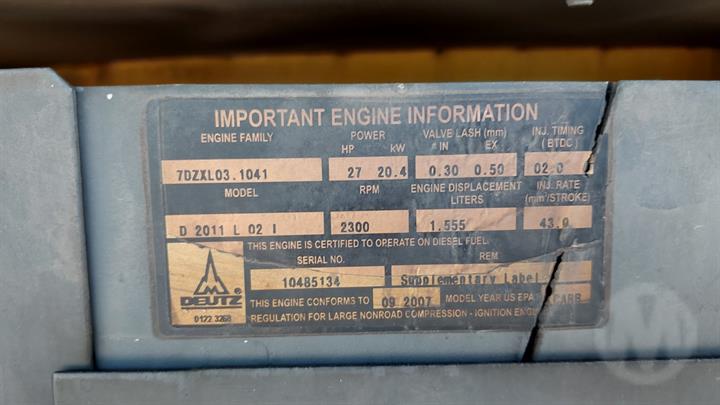 IMPORTANT ENGINE INFORMATION
ENGINE FAMILY POWER VALVE LASH (mm) INJ. TIMING
HP kW # IN EX (BTDC)
7DZXL03.1041 27 20.4 0.30 0.50 02.0
MODEL RPM ENGINE DISPLACEMENT INJ. RATE
LITERS (mm³/STROKE)
D 2011 L 02 I 2300 1.555 43.0
THIS ENGINE IS CERTIFIED TO OPERATE ON DIESEL FUEL.
SERIAL NO. REM
10485134 Supplementary Label
DEUTZ
THIS ENGINE CONFORMS TO 09 2007 MODEL YEAR US EPA
0122 3268 REGULATION FOR LARGE NONROAD COMPRESSION - IGNITION